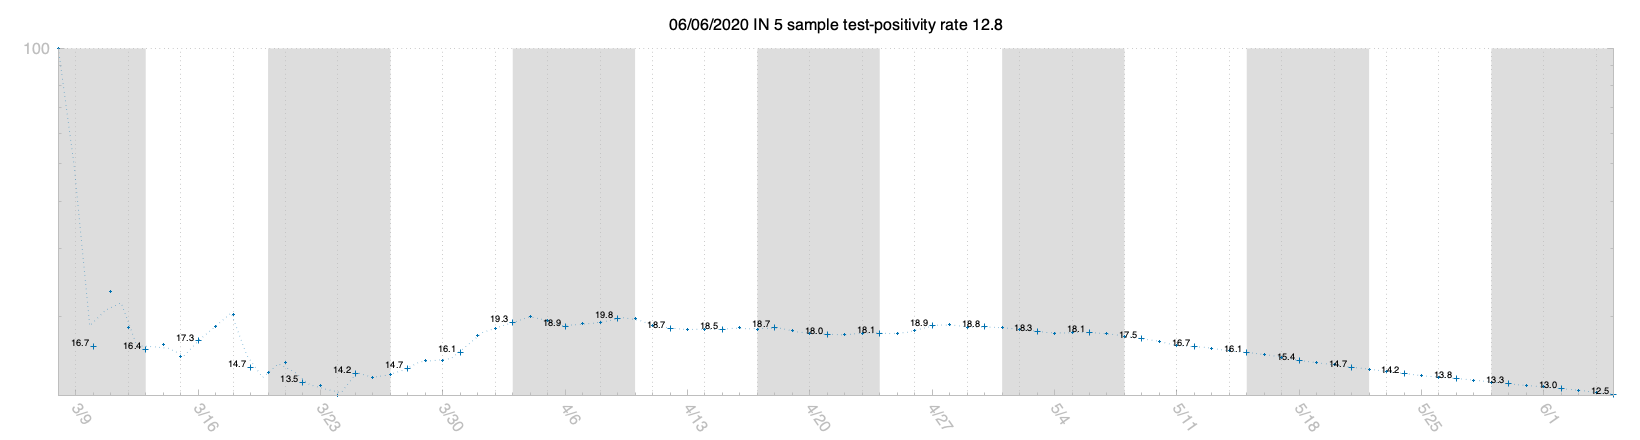 06/06/2020 IN 5 sample test-positivity rate 12.8
100
16.7 16.4 17.3 14.7 13.5 14.2 14.7 16.1 19.3 18.9 19.8 18.7 18.5 18.7 18.0 18.1 18.9 18.8 18.3 18.1 17.5 16.7 16.1 15.4 14.7 14.2 13.8 13.3 13.0 12.5
3/9 3/16 3/23 3/30 4/6 4/13 4/20 4/27 5/4 5/11 5/18 5/25 6/1